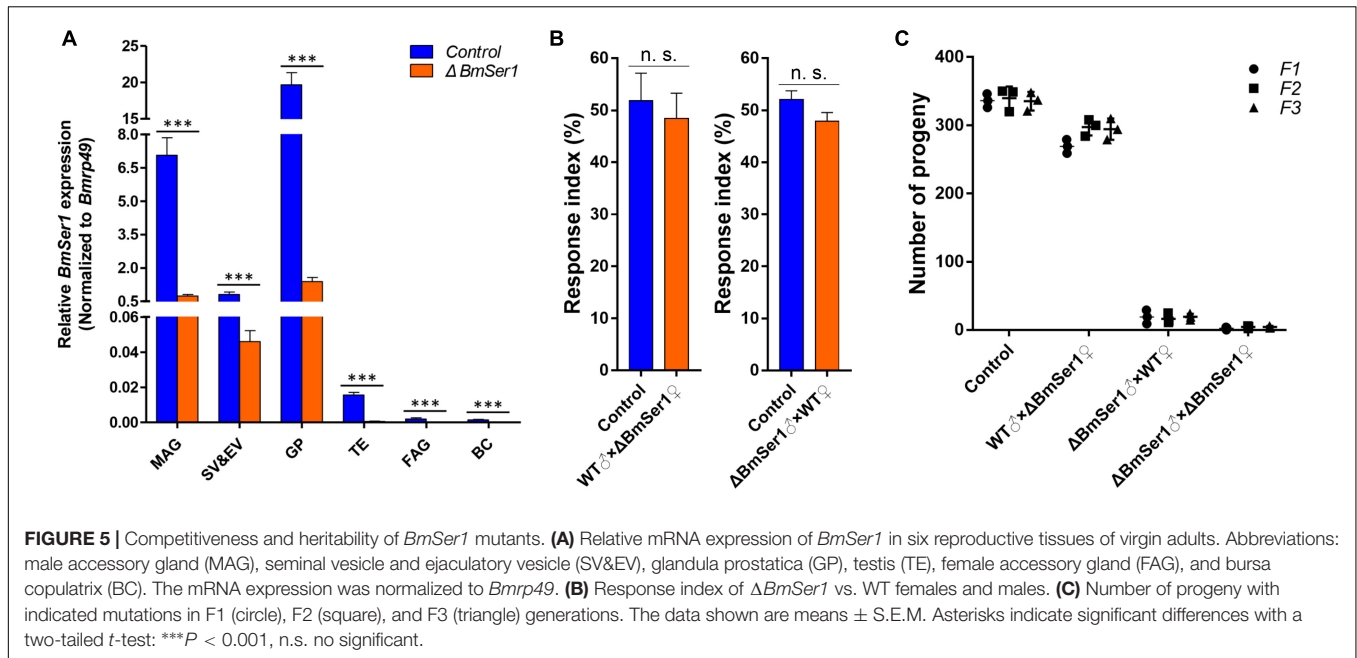 A
Control
Δ BmSer1
Relative BmSer1 expression
(Normalized to Bmrp49)
25
20
15
8.0
6.5
5.0
3.5
2.0
0.5
0.06
0.04
0.02
0.00
***
***
***
***
***
***
MAG
SV&EV
GP
TE
FAG
BC
B
Response index (%)
60
50
40
30
20
10
0
n. s.
Control
WT♂×ΔBmSer1♀
Response index (%)
60
50
40
30
20
10
0
n. s.
Control
ΔBmSer1♂×WT♀
C
Number of progeny
400
300
200
100
0
F1
F2
F3
Control
WT♂×ΔBmSer1♀
ΔBmSer1♂×WT♀
ΔBmSer1♂×ΔBmSer1♀
FIGURE 5 | Competitiveness and heritability of BmSer1 mutants. (A) Relative mRNA expression of BmSer1 in six reproductive tissues of virgin adults. Abbreviations:
male accessory gland (MAG), seminal vesicle and ejaculatory vesicle (SV&EV), glandula prostatica (GP), testis (TE), female accessory gland (FAG), and bursa
copulatrix (BC). The mRNA expression was normalized to Bmrp49. (B) Response index of ΔBmSer1 vs. WT females and males. (C) Number of progeny with
indicated mutations in F1 (circle), F2 (square), and F3 (triangle) generations. The data shown are means ± S.E.M. Asterisks indicate significant differences with a
two-tailed t-test: ***P < 0.001, n.s. no significant.